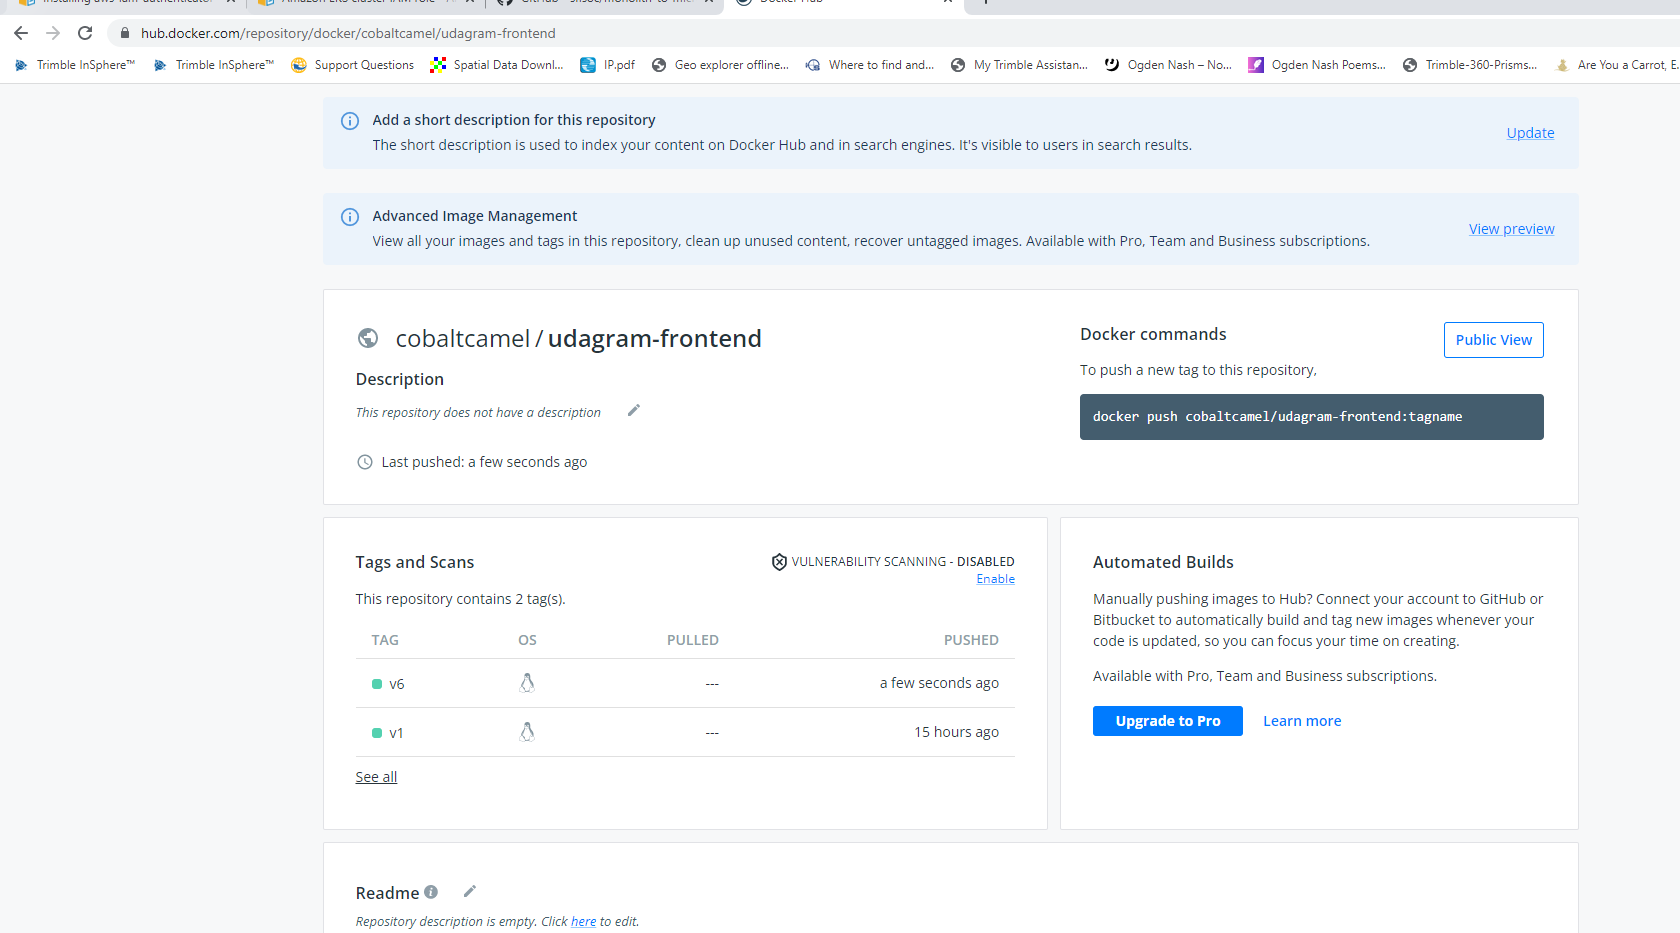 Installing aws-iam-authenticator
Amazon EKS cluster IAM role
Docker Hub
hub.docker.com/repository/docker/cobaltcamel/udagram-frontend
Trimble InSphere™ Trimble InSphere™ Support Questions Spatial Data Downl... IP.pdf Geo explorer offline... Where to find and... My Trimble Assistan... Ogden Nash – No... Ogden Nash Poems... Trimble-360-Prisms... Are You a Carrot, E.
Add a short description for this repository
The short description is used to index your content on Docker Hub and in search engines. It's visible to users in search results.
Update
Advanced Image Management
View all your images and tags in this repository, clean up unused content, recover untagged images. Available with Pro, Team and Business subscriptions.
View preview
cobaltcamel / udagram-frontend
Description
This repository does not have a description
Last pushed: a few seconds ago
Docker commands
Public View
To push a new tag to this repository,
docker push cobaltcamel/udagram-frontend:tagname
Tags and Scans
VULNERABILITY SCANNING - DISABLED
Enable
This repository contains 2 tag(s).
TAG OS PULLED PUSHED
v6 --- a few seconds ago
v1 --- 15 hours ago
See all
Automated Builds
Manually pushing images to Hub? Connect your account to GitHub or
Bitbucket to automatically build and tag new images whenever your
code is updated, so you can focus your time on creating.
Available with Pro, Team and Business subscriptions.
Upgrade to Pro Learn more
Readme
Repository description is empty. Click here to edit.